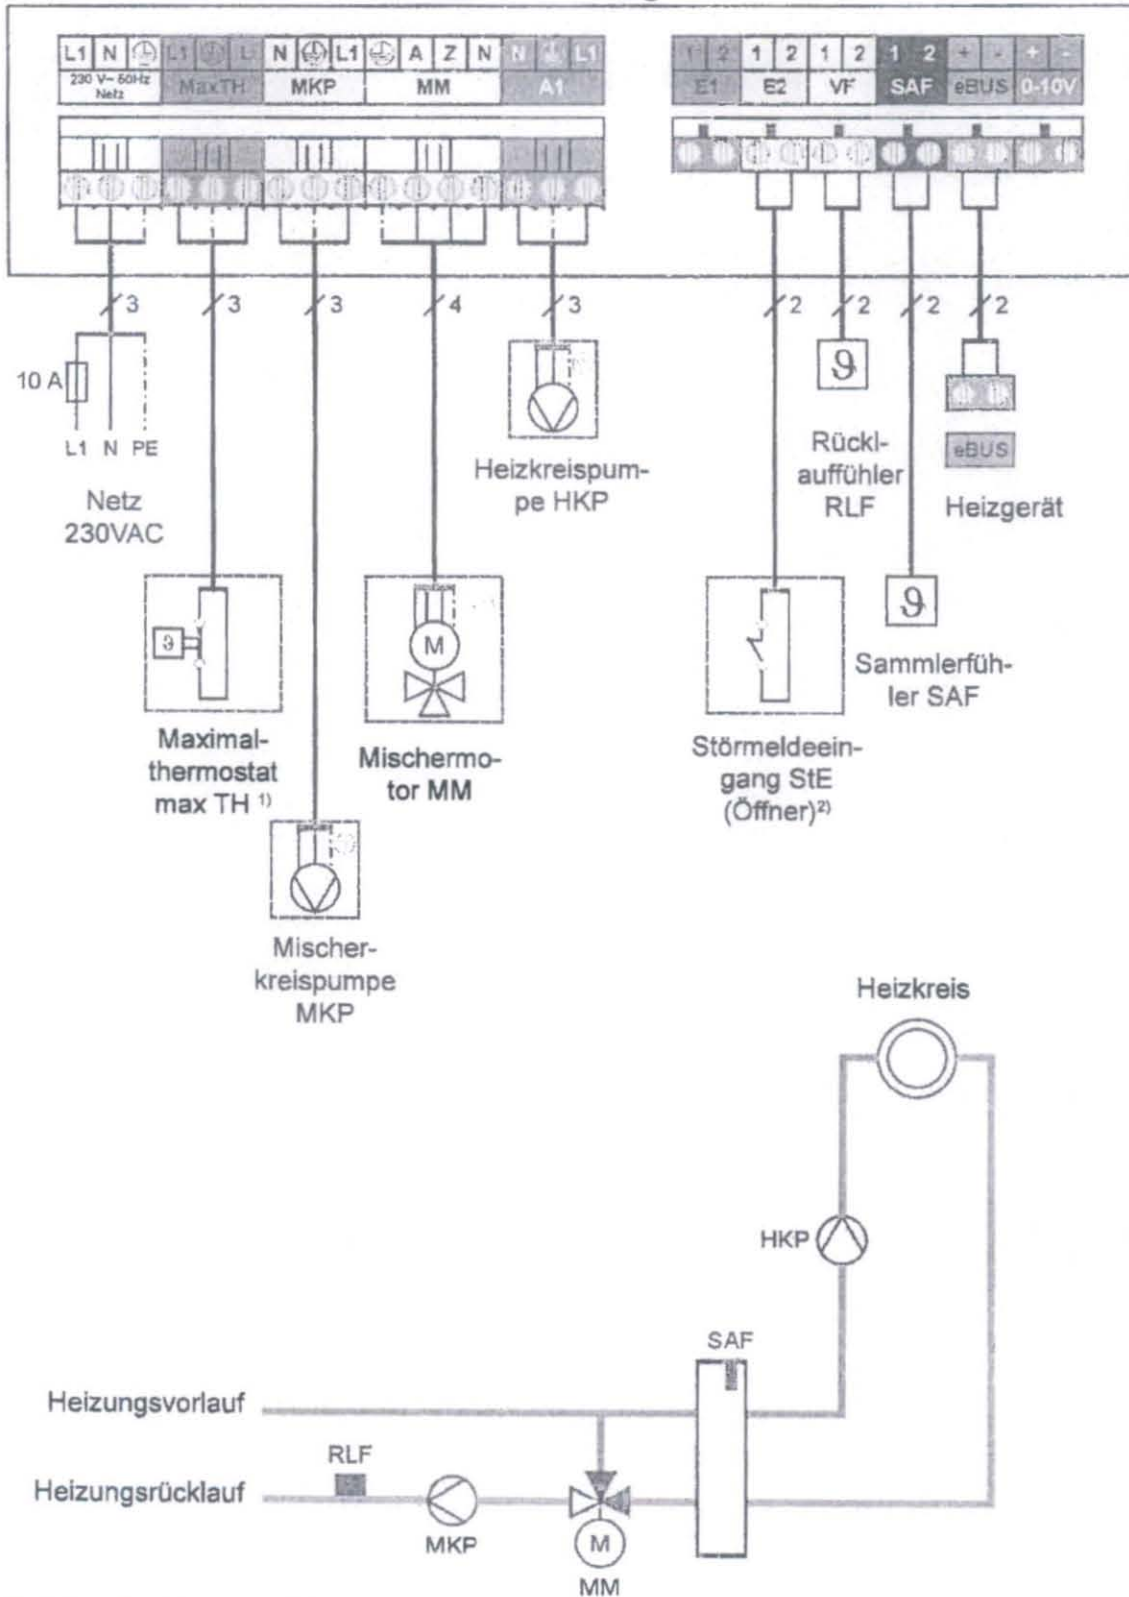 L1 N L1 L N L1 A Z N N L1
230 V~ 50Hz
Netz
MaxTH MKP MM A1
1 2 1 2 1 2 1 2 + - + -
E1 E2 VF SAF eBUS 0-10V
3 3 3 4 3 2 2 2 2
10 A
L1 N PE
Netz
230VAC
Heizkreispum-
pe HKP
ϑ
Rückl-
auffühler
RLF
eBUS
Heizgerät
ϑ
Maximal-
thermostat
max TH 1)
M
Mischermo-
tor MM
Störmeldeein-
gang StE
(Öffner)2)
ϑ
Sammlerfüh-
ler SAF
Mischer-
kreispumpe
MKP
Heizkreis
HKP
SAF
Heizungsvorlauf
RLF
Heizungsrücklauf
MKP
M
MM